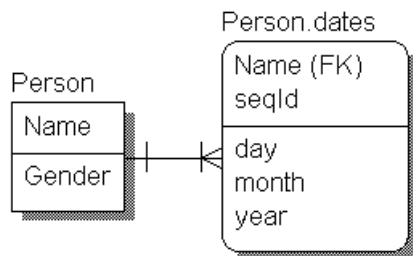 Person
Name
Gender
Person.dates
Name (FK)
seqId
day
month
year